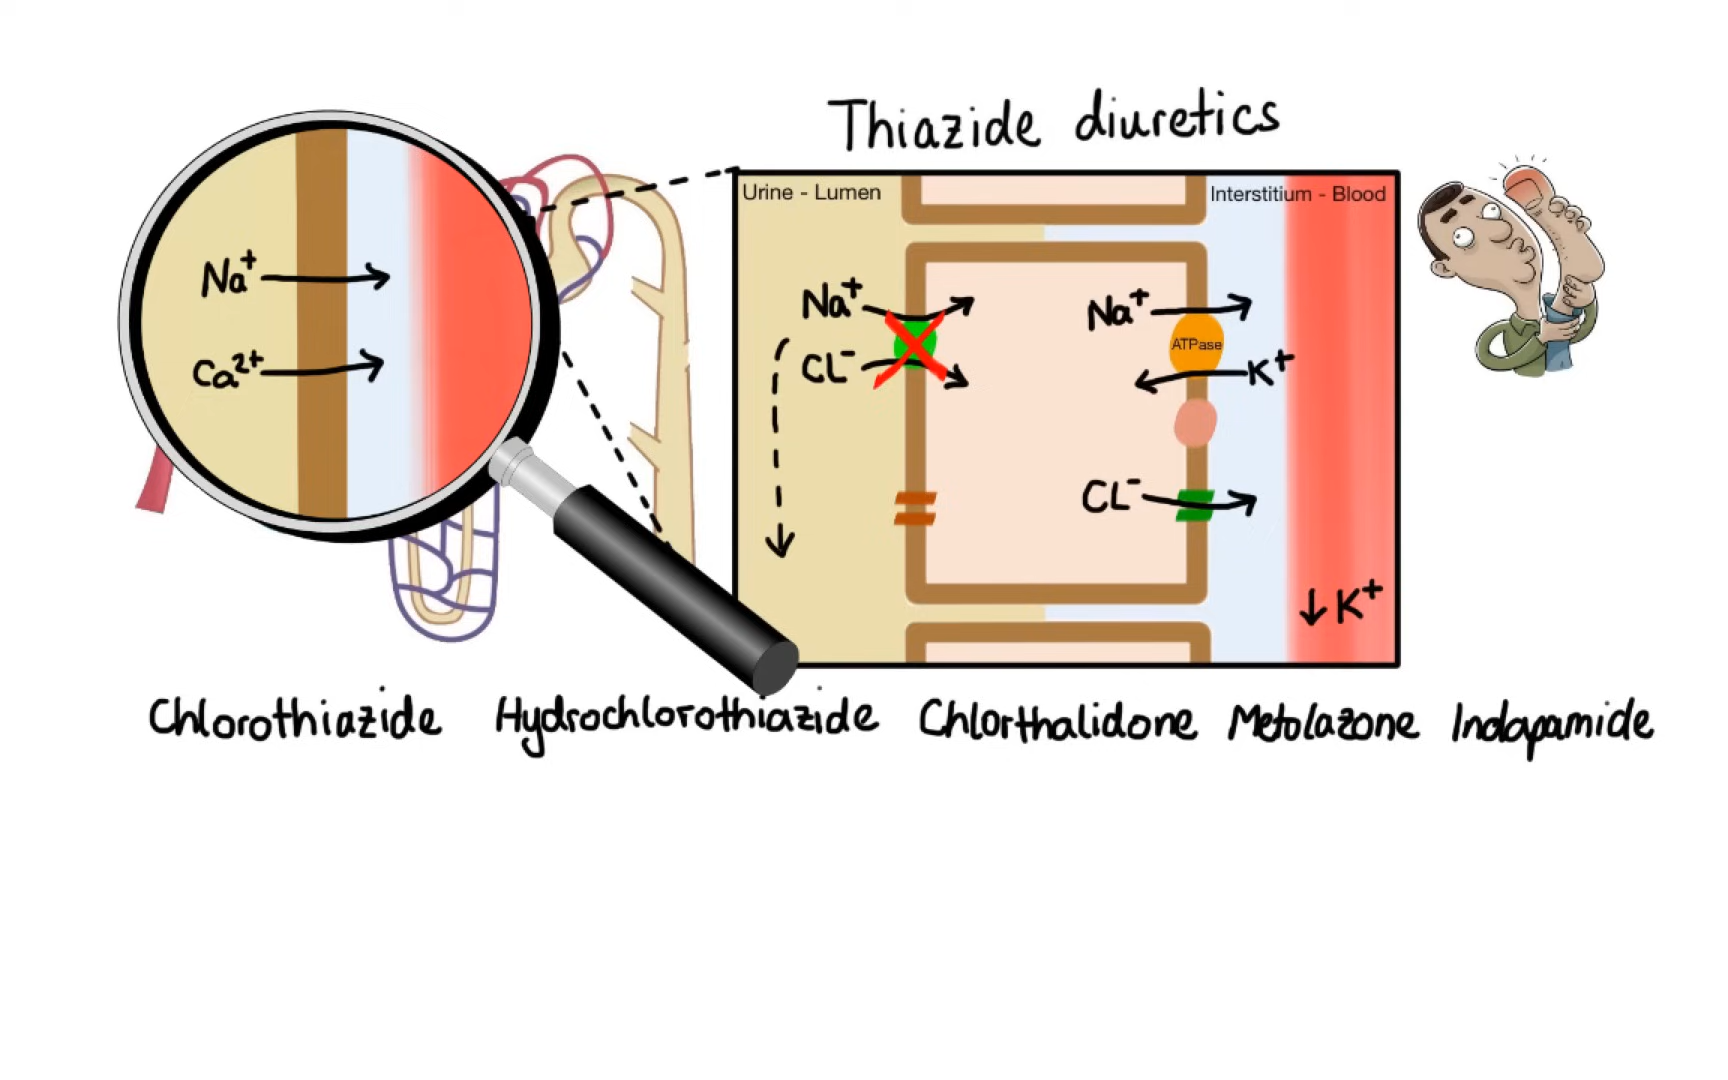 Thiazide diuretics
Urine - Lumen
Interstitium - Blood
Na+
Ca2+
Na+
CL-
Na+
ATPase
K+
CL-
↓K+
Chlorothiazide Hydrochlorothiazide Chlorthalidone Metolazone Indapamide